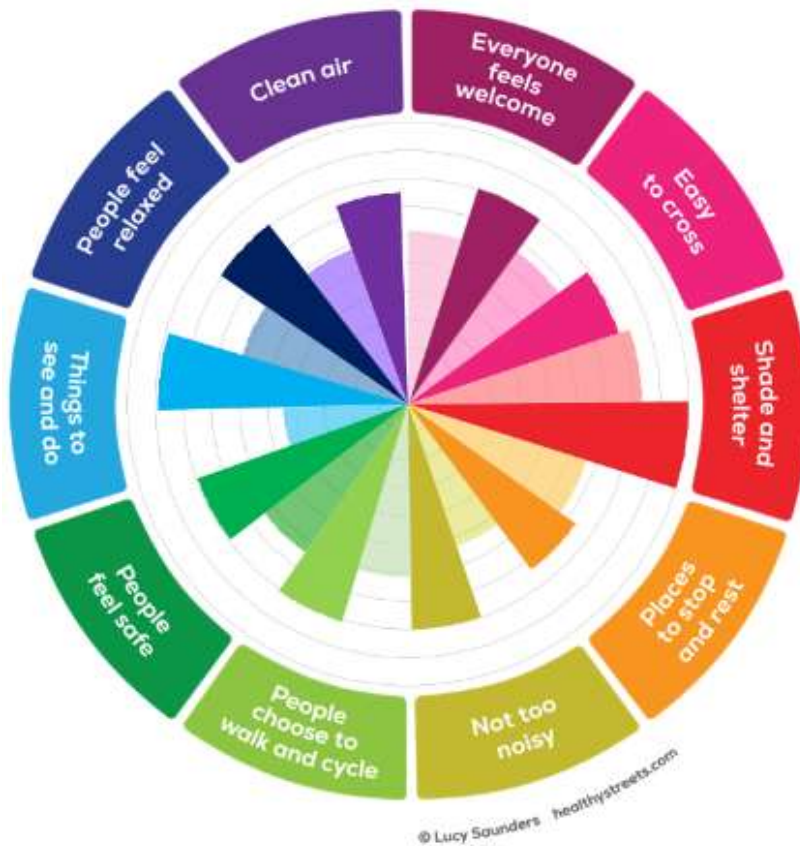 Everyone
feels
welcome
Easy
to cross
Shade and
shelter
Places
to stop
and rest
Not too
noisy
People
choose to
walk and cycle
People
feel safe
Things to
see and do
People feel
relaxed
Clean air
© Lucy Saunders healthystreets.com